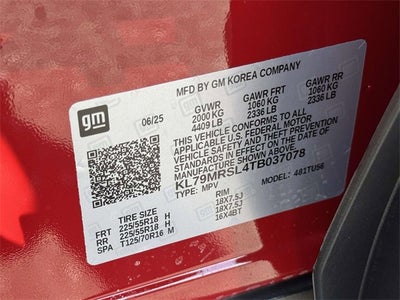 gm
MFD BY GM KOREA COMPANY
06/25 GVWR GAWR FRT GAWR RR
2000 KG 1060 KG 1060 KG
4409 LB 2336 LB 2336 LB
THIS VEHICLE CONFORMS TO ALL
APPLICABLE U.S. FEDERAL MOTOR
VEHICLE SAFETY STANDARDS
IN EFFECT ON THE DATE OF
MANUFACTURE SHOWN ABOVE.
KL79MRSL4TB037078
TYPE: MPV MODEL: 481TU56
TIRE SIZE RIM
FRT 225/55R18 H 18X7.5J
RR 225/55R18 H 18X7.5J
SPA T125/70R16 M 16X4BT